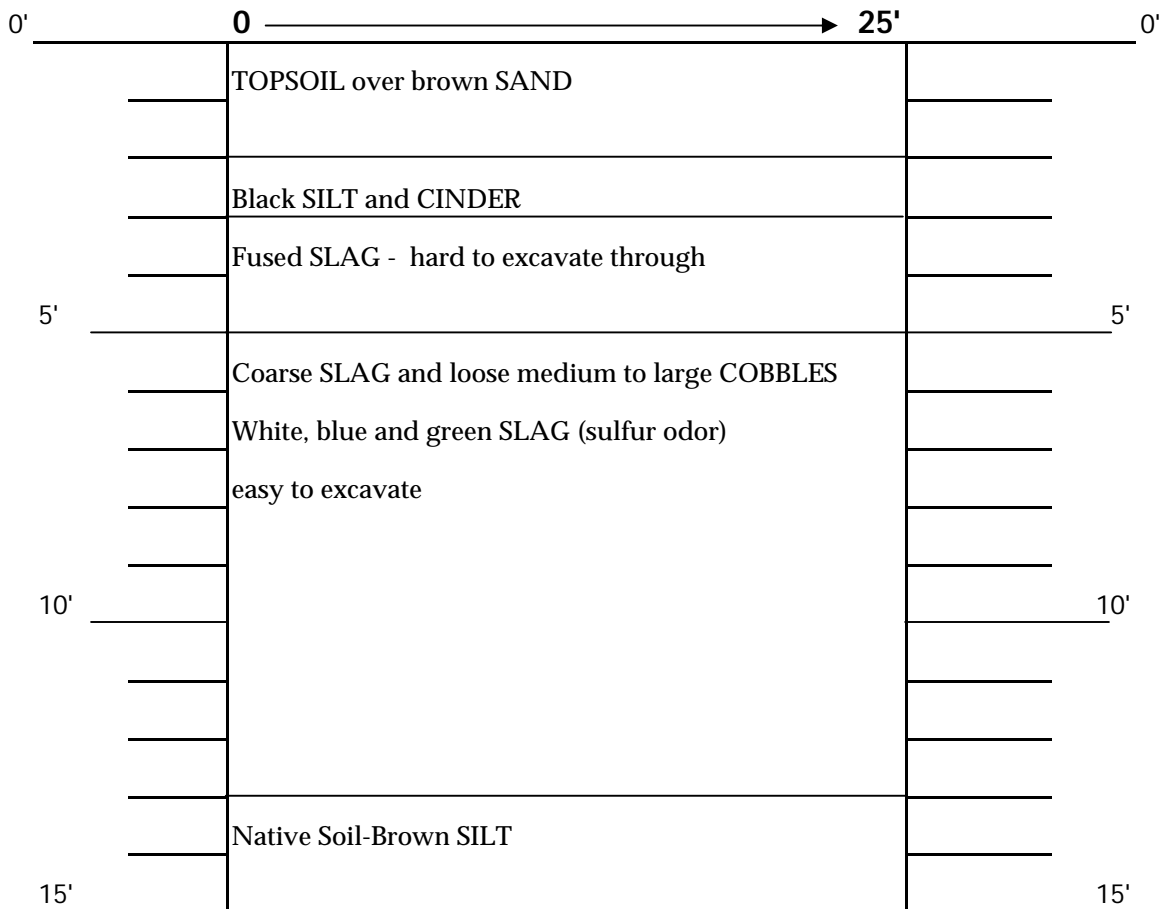 0' 0 25' 0'
TOPSOIL over brown SAND
Black SILT and CINDER
Fused SLAG - hard to excavate through
5' 5'
Coarse SLAG and loose medium to large COBBLES
White, blue and green SLAG (sulfur odor)
easy to excavate
10' 10'
Native Soil-Brown SILT
15' 15'